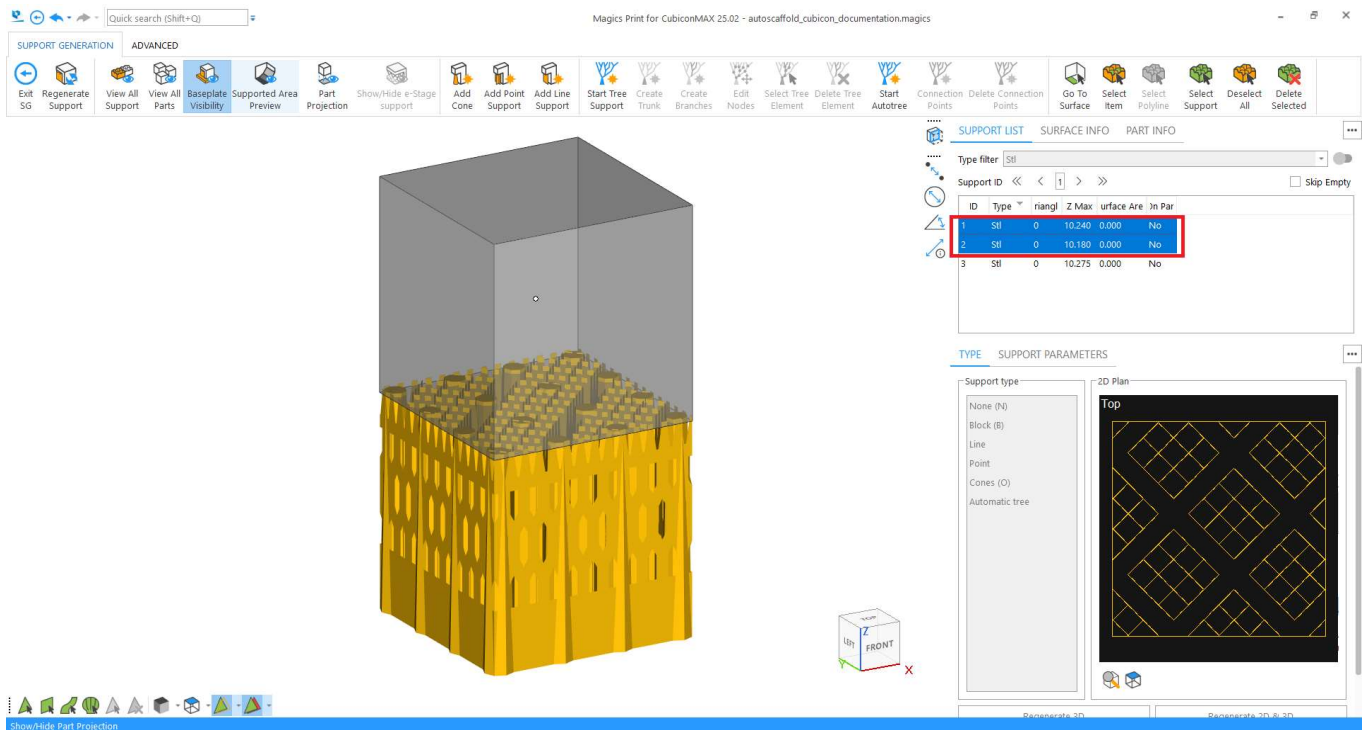 Quick search (Shift+Q)
Magics Print for CubiconMAX 25.02 - autoscaffold_cubicon_documentation.magics
SUPPORT GENERATION ADVANCED
Exit SG
Regenerate Support
View All Support
View All Parts
Baseplate Visibility
Supported Area Preview
Part Projection
Show/Hide e-Stage support
Add Cone
Add Point Support
Add Line Support
Start Tree Support
Create Trunk
Create Branches
Edit Nodes
Select Tree Element
Delete Tree Element
Start Autotree
Connection Points
Delete Connection Points
Go To Surface
Select Item
Select Polyline
Select Support
Deselect All
Delete Selected
SUPPORT LIST SURFACE INFO PART INFO
Type filter Stl
Support ID 1 Skip Empty
ID Type riangl Z Max urface Are )n Par
1 Stl 0 10.240 0.000 No
2 Stl 0 10.180 0.000 No
3 Stl 0 10.275 0.000 No
TYPE SUPPORT PARAMETERS
Support type
None (N)
Block (B)
Line
Point
Cones (O)
Automatic tree
2D Plan
Top
TOP
LEFT
FRONT
Z
Y
X
Regenerate 3D Regenerate 2D & 3D
Show/Hide Part Projection